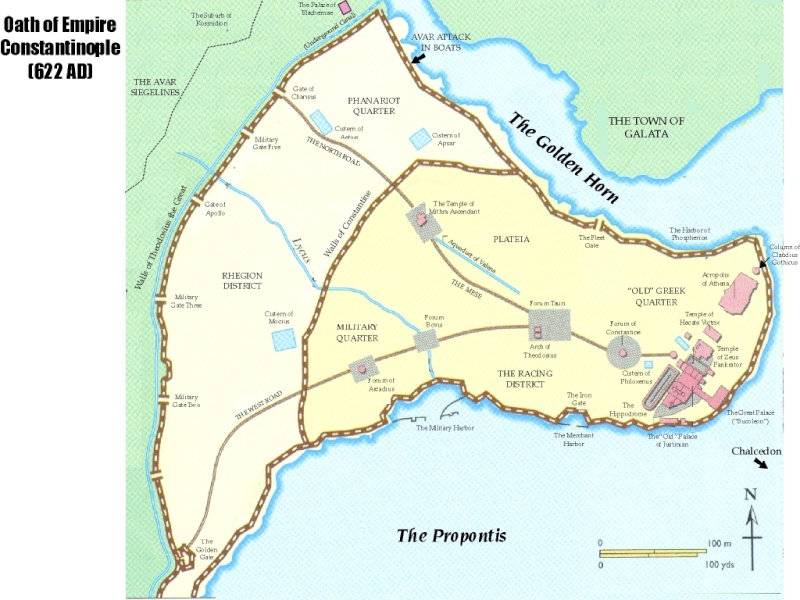 Oath of Empire
Constantinople
(622 AD)
The Suburb of
Kosmidion
The Palace of
Blachernae
(Underground Canal)
AVAR ATTACK
IN BOATS
THE AVAR
SIEGELINES
Gate of
Charisus
PHANARIOT
QUARTER
Cistern of
Aetius
Cistern of
Aspar
THE NORTH ROAD
Military
Gate Five
The Golden Horn
THE TOWN OF
GALATA
Walls of Theodosius the Great
Gate of
Apollo
Walls of Constantine
Lycus
The Temple of
Mithra Ascendant
PLATEIA
Aqueduct of Valens
The Fleet
Gate
The Harbor of
Phospherion
Column of
Claudius
Gothicus
Acropolis
of Athena
RHEGION
DISTRICT
THE MESE
"OLD" GREEK
QUARTER
Military
Gate Three
Cistern of
Mocius
MILITARY
QUARTER
Forum
Bovis
Forum Tauri
Forum of
Constantine
Temple of
Hecate Victrix
Arch of
Theodosius
Temple
of Zeus
Pankrator
Cistern of
Philoxenus
Forum of
Arcadius
THE RACING
DISTRICT
Military
Gate Two
THE WEST ROAD
The Iron
Gate
The
Hippodrome
The Great Palace
("Bucoleon")
The Military Harbor
The Merchant
Harbor
The "Old" Palace
of Justinian
Chalcedon
N
The
Golden
Gate
The Propontis
0 100 m
0 100 yds